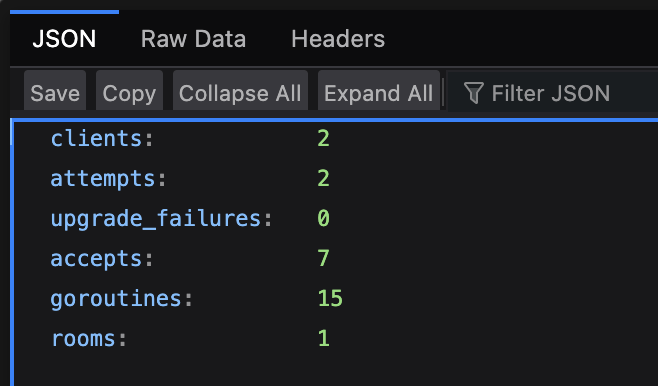 JSON Raw Data Headers
Save Copy Collapse All Expand All Filter JSON
clients: 2
attempts: 2
upgrade_failures: 0
accepts: 7
goroutines: 15
rooms: 1